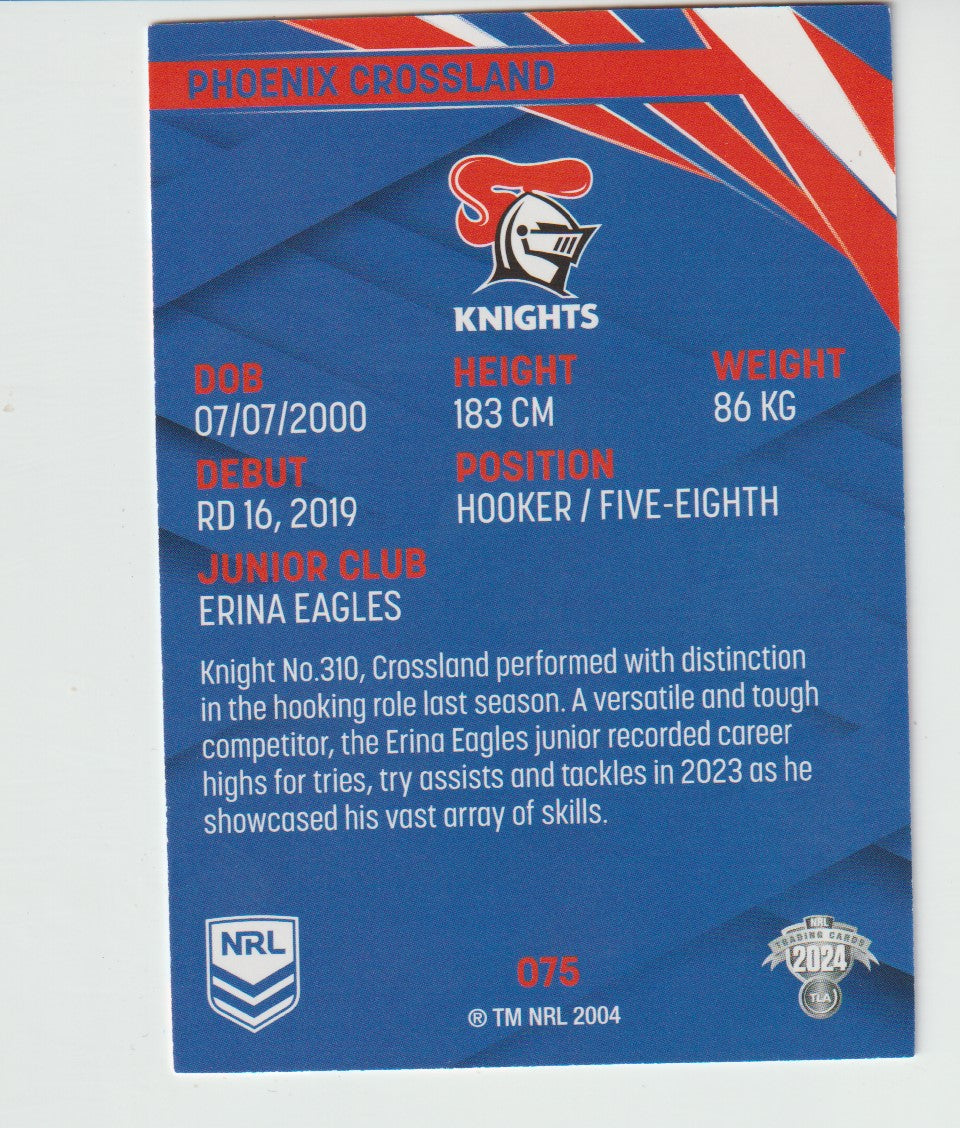 PHOENIX CROSSLAND
KNIGHTS
DOB
07/07/2000
HEIGHT
183 CM
WEIGHT
86 KG
DEBUT
RD 16, 2019
POSITION
HOOKER / FIVE-EIGHTH
JUNIOR CLUB
ERINA EAGLES
Knight No.310, Crossland performed with distinction
in the hooking role last season. A versatile and tough
competitor, the Erina Eagles junior recorded career
highs for tries, try assists and tackles in 2023 as he
showcased his vast array of skills.
NRL
075
® TM NRL 2004
NRL
TRADING CARDS
2024
TLA